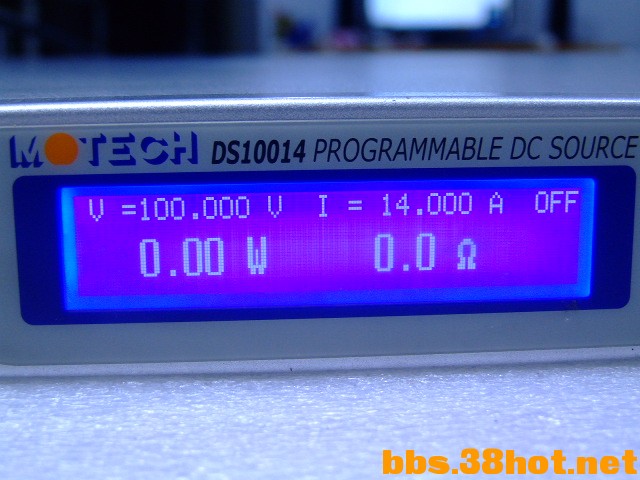 MOTECH DS10014 PROGRAMMABLE DC SOURCE
V =100.000 V I = 14.000 A OFF
0.00 W 0.0 Ω
bbs.38hot.net